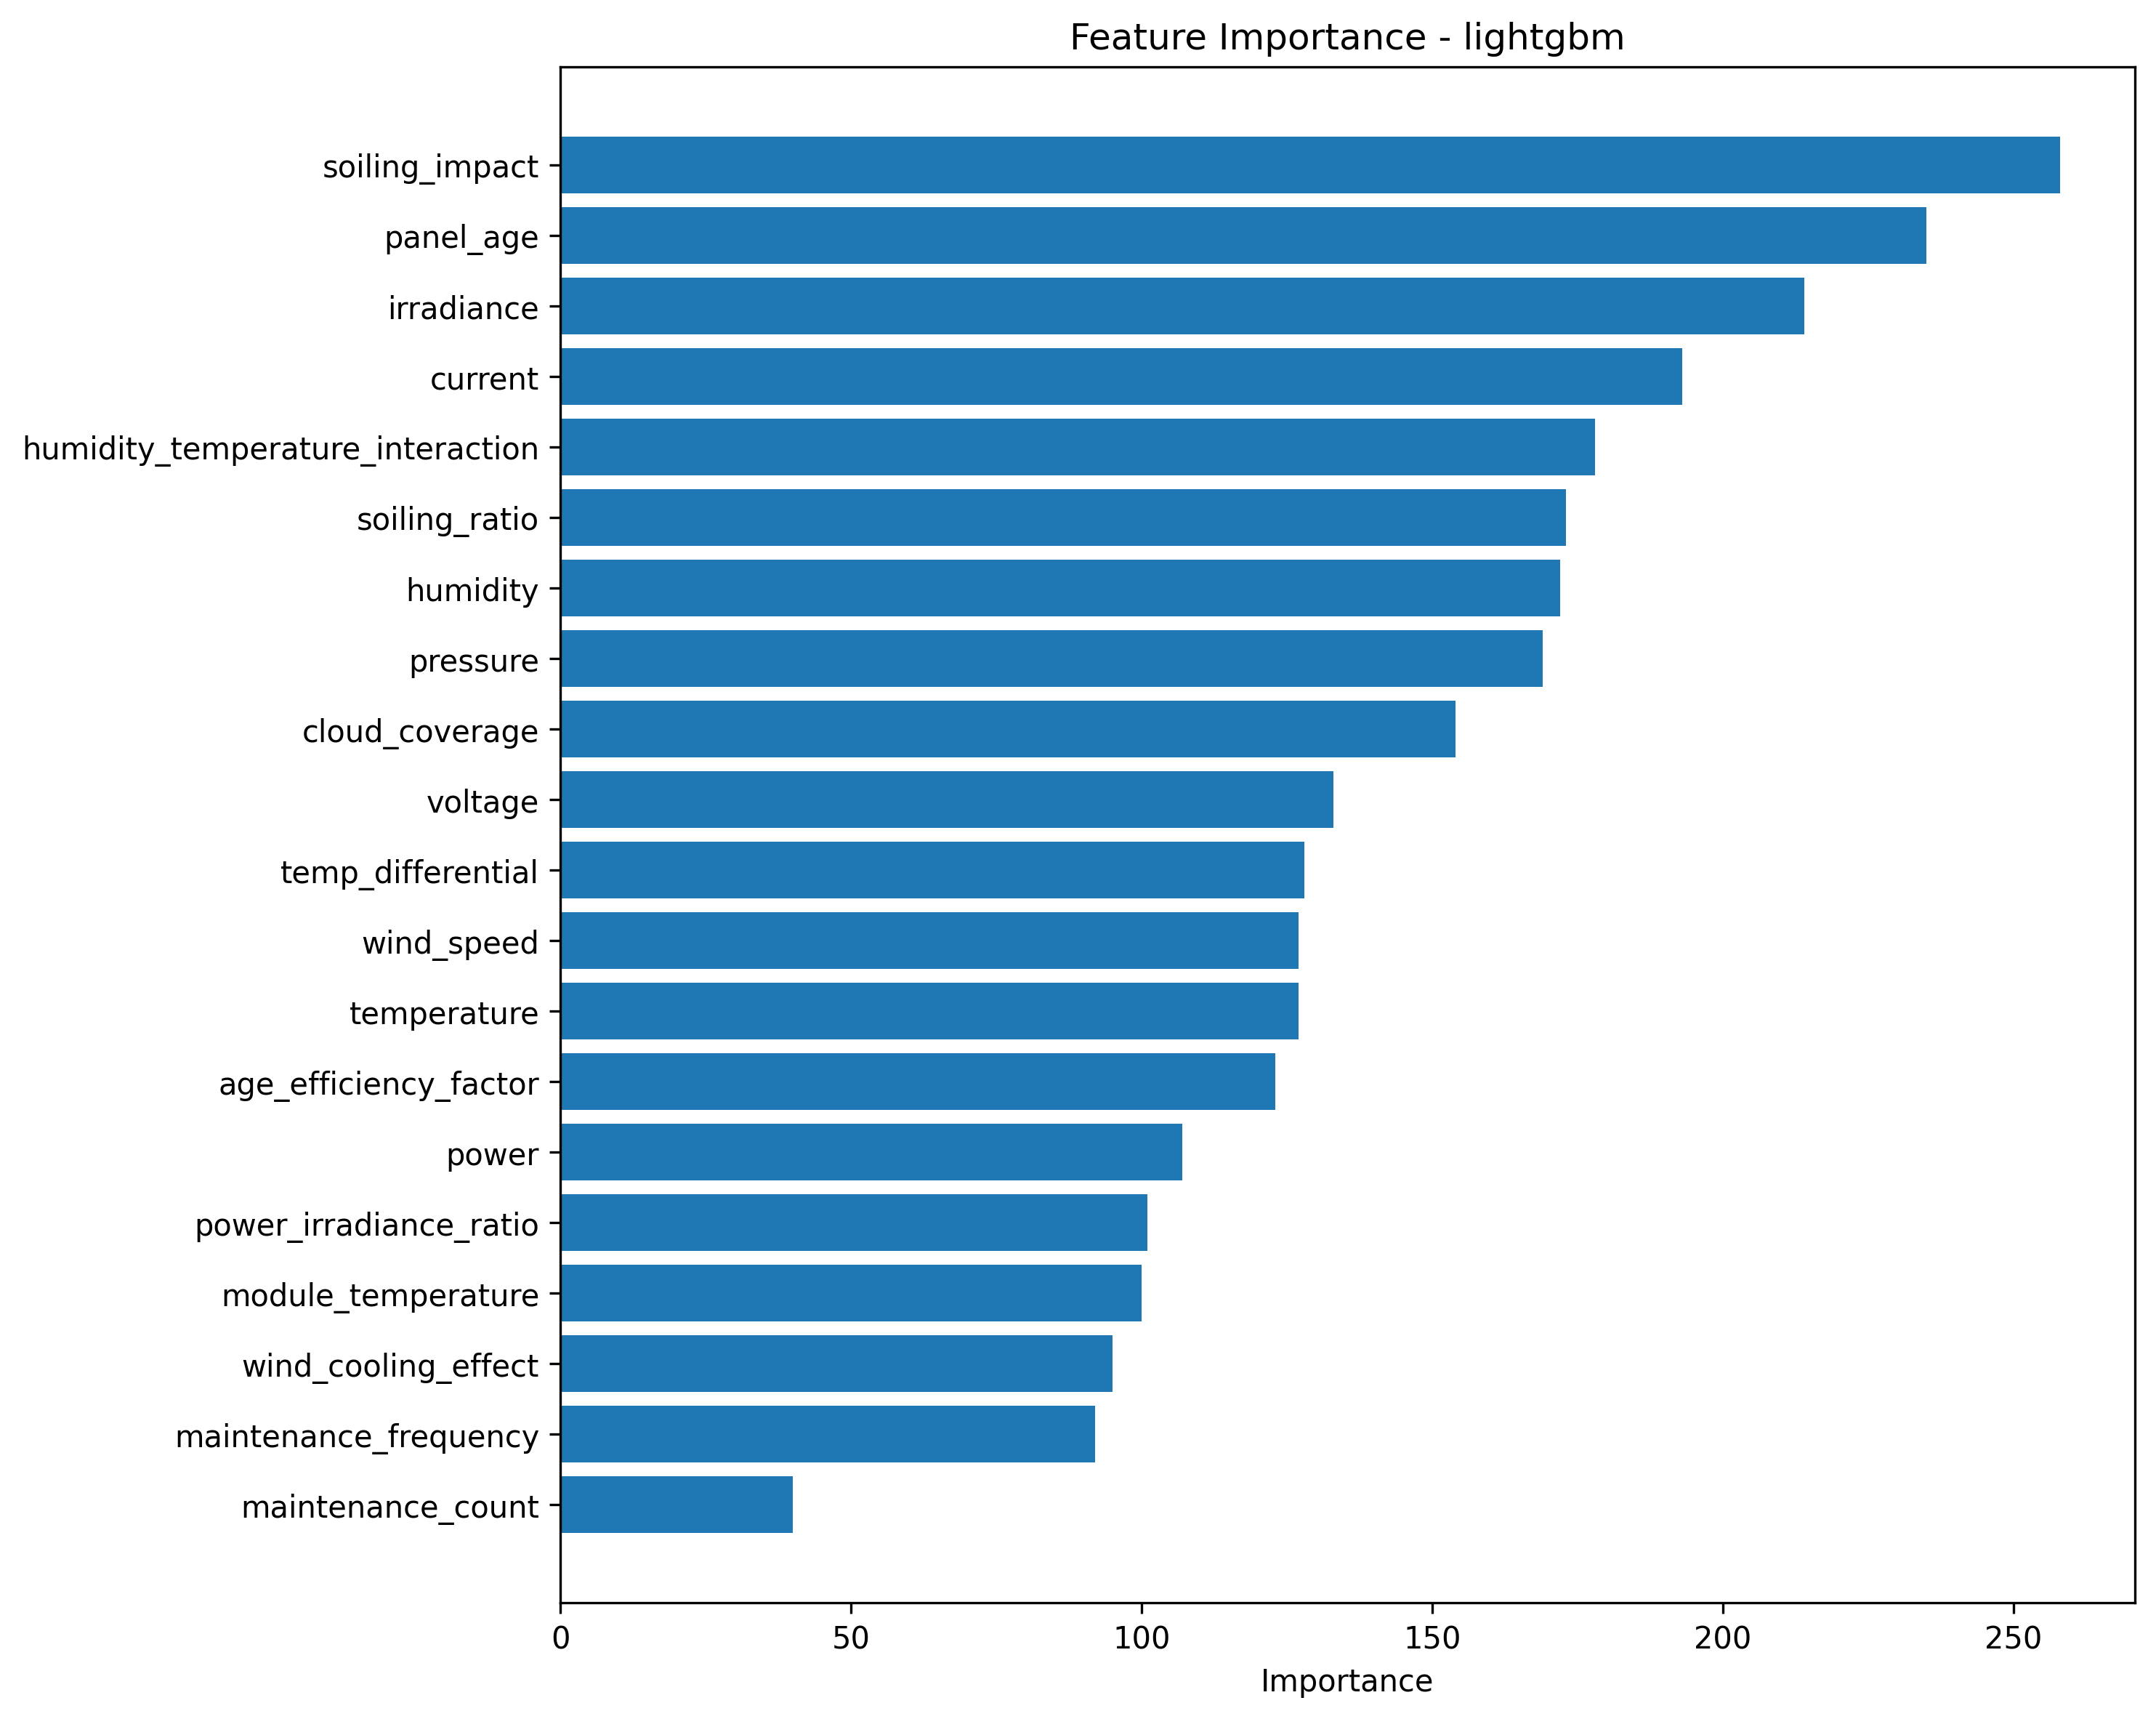 Feature Importance - lightgbm
soiling_impact
panel_age
irradiance
current
humidity_temperature_interaction
soiling_ratio
humidity
pressure
cloud_coverage
voltage
temp_differential
wind_speed
temperature
age_efficiency_factor
power
power_irradiance_ratio
module_temperature
wind_cooling_effect
maintenance_frequency
maintenance_count
0 50 100 150 200 250
Importance